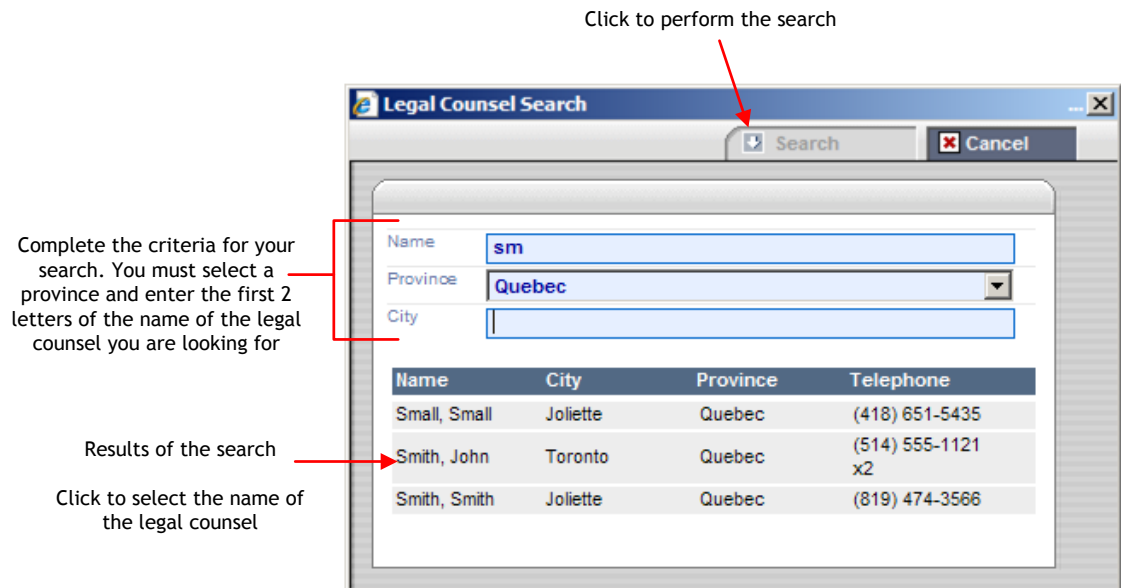 Click to perform the search
Legal Counsel Search
...
Search
Cancel
Complete the criteria for your
search. You must select a
province and enter the first 2
letters of the name of the legal
counsel you are looking for
Name sm
Province Quebec
City
Name City Province Telephone
Small, Small Joliette Quebec (418) 651-5435
Smith, John Toronto Quebec (514) 555-1121
x2
Smith, Smith Joliette Quebec (819) 474-3566
Results of the search
Click to select the name of
the legal counsel